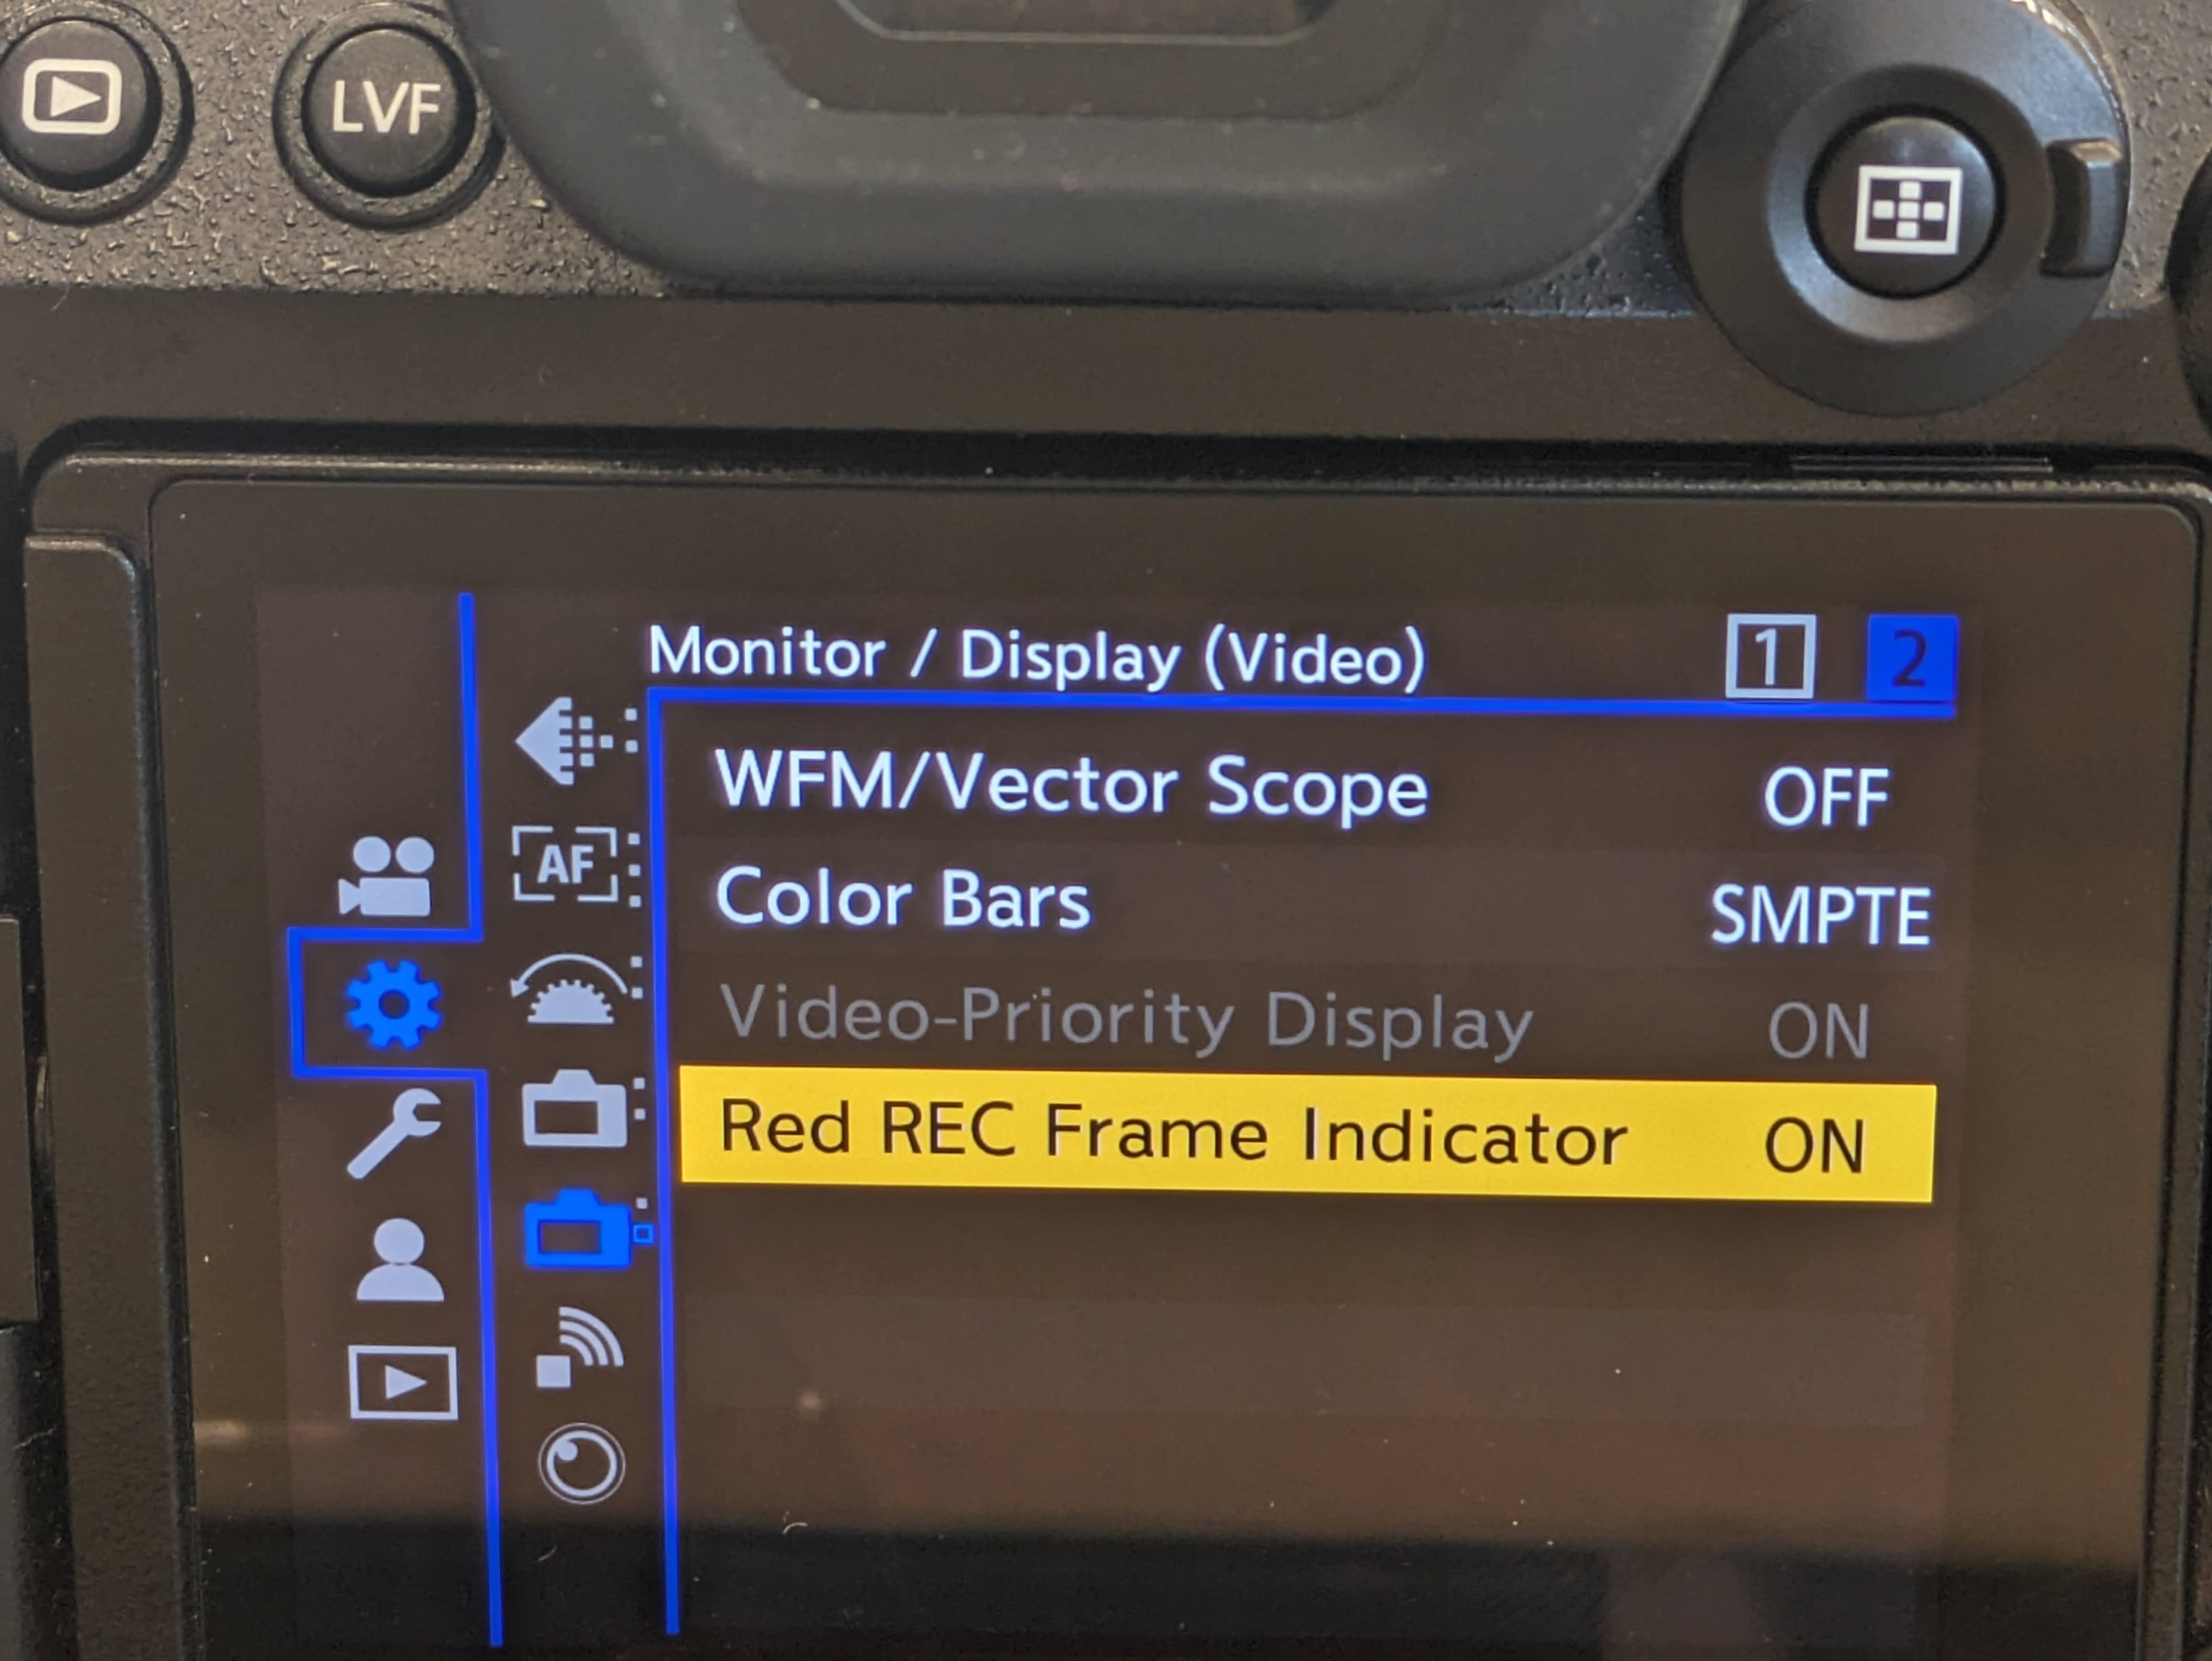 LVF
Monitor / Display (Video) 1 2
WFM/Vector Scope OFF
AF
Color Bars SMPTE
Video-Priority Display ON
Red REC Frame Indicator ON